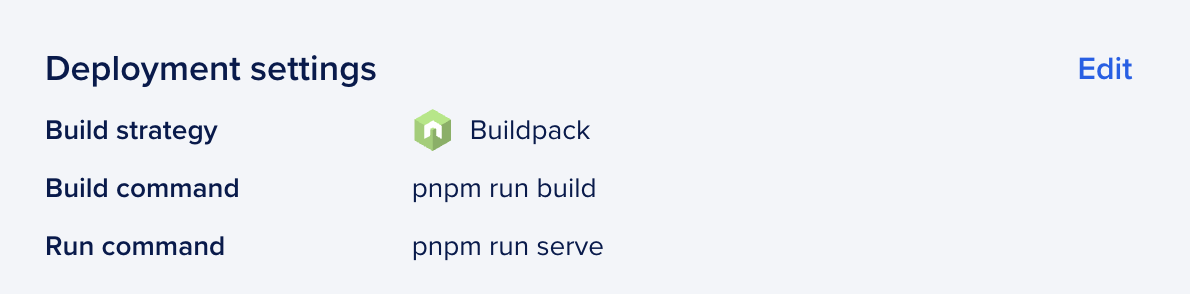 Deployment settings Edit
Build strategy Buildpack
Build command pnpm run build
Run command pnpm run serve